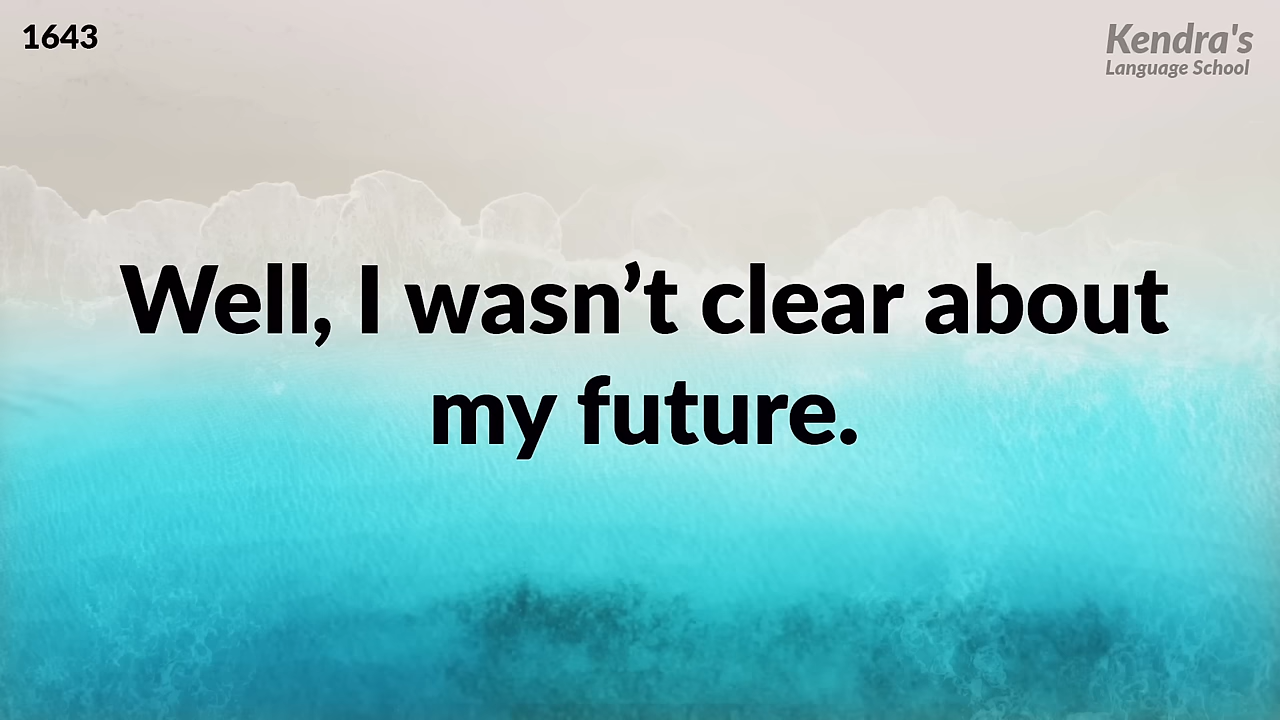 1643
Kendra's
Language School
Well, I wasn’t clear about
my future.